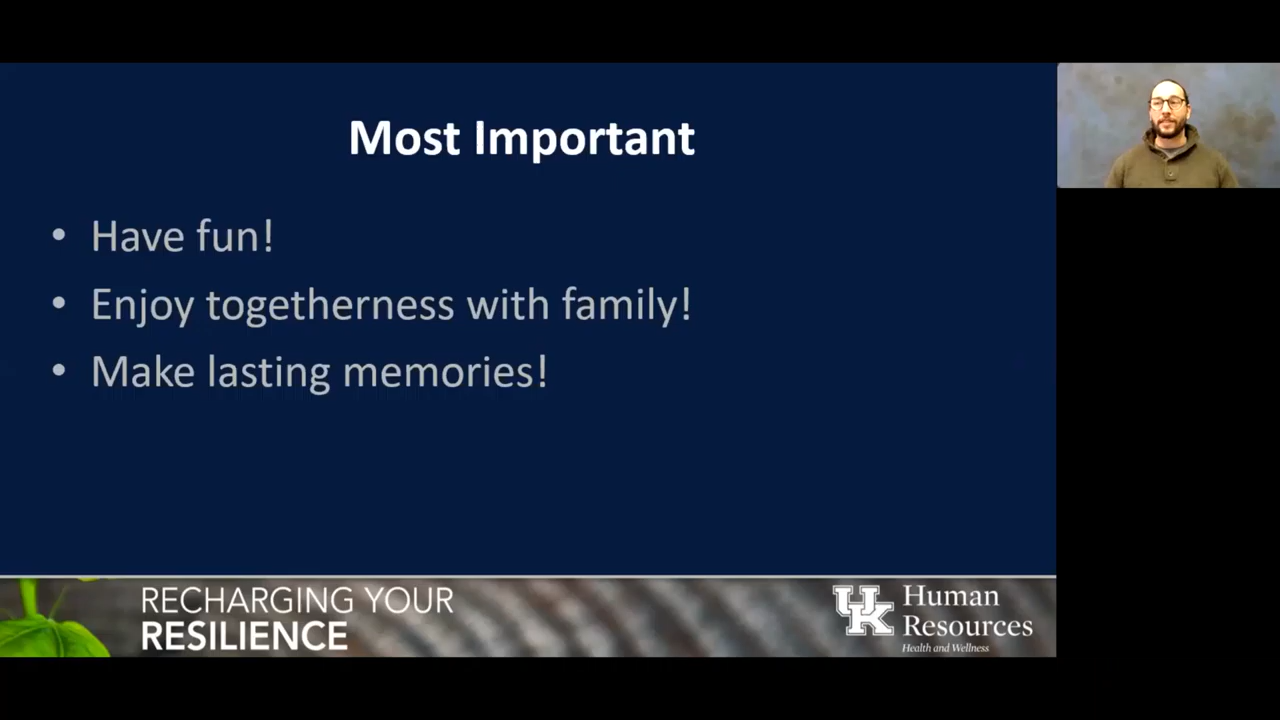 Most Important
• Have fun!
• Enjoy togetherness with family!
• Make lasting memories!
RECHARGING YOUR
RESILIENCE
UK
Human
Resources
Health and Wellness